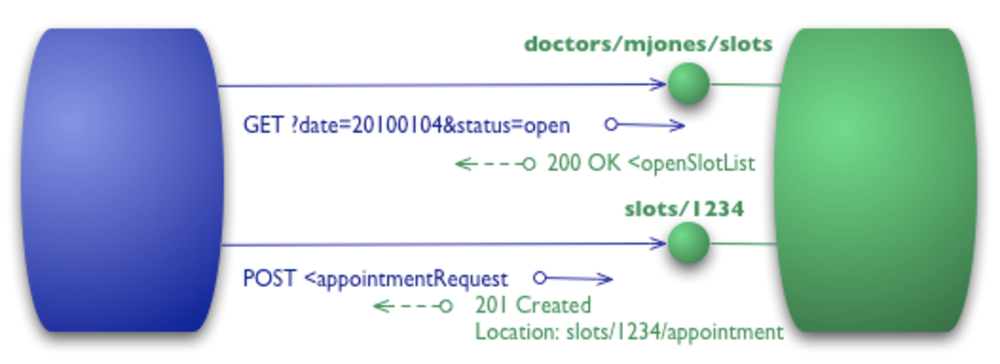 doctors/mjones/slots
GET ?date=20100104&status=open
200 OK <openSlotList
slots/1234
POST <appointmentRequest
201 Created
Location: slots/1234/appointment